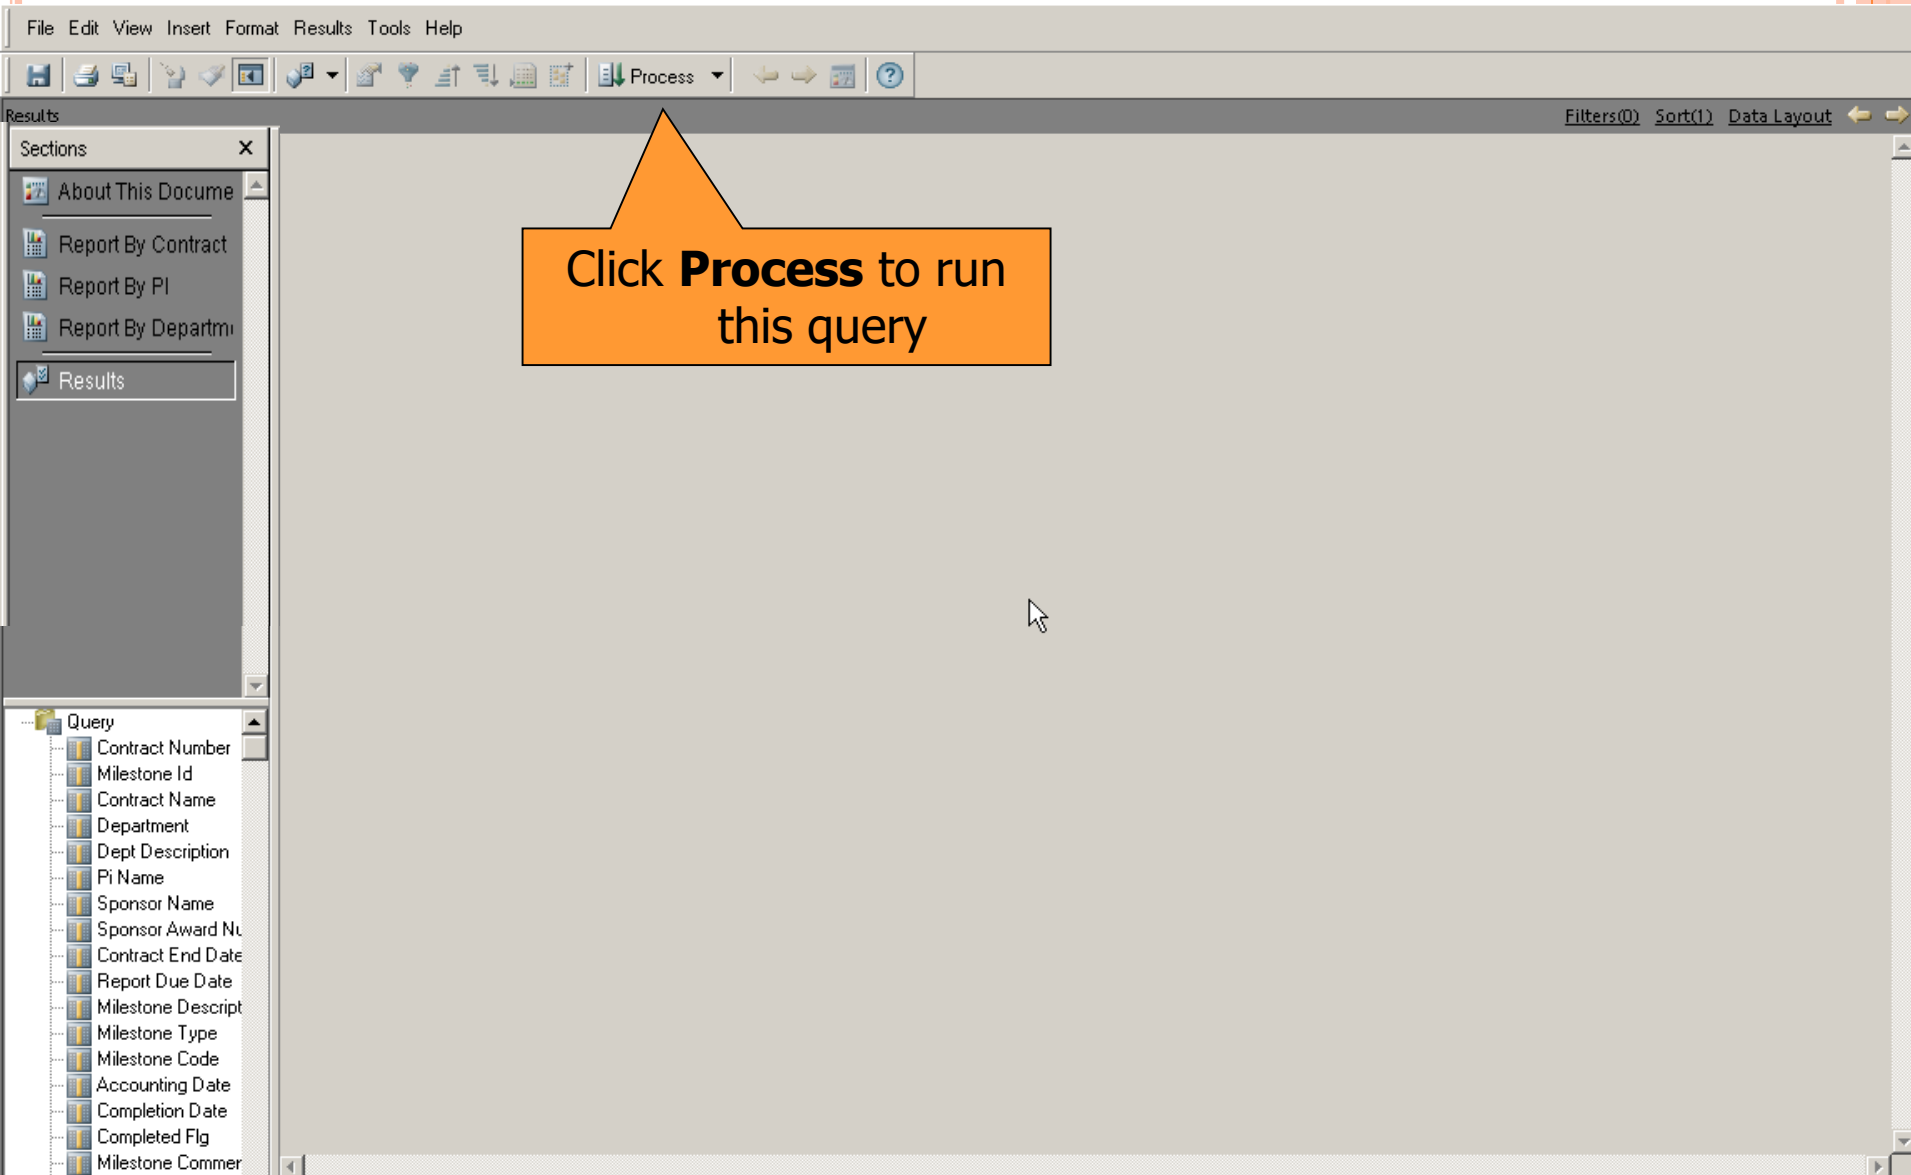 File Edit View Insert Format Results Tools Help
Process
Results
Filters(0) Sort(1) Data Layout
Sections
About This Docume
Report By Contract
Report By PI
Report By Departm
Results
Click Process to run
this query
Query
Contract Number
Milestone Id
Contract Name
Department
Dept Description
Pi Name
Sponsor Name
Sponsor Award Nu
Contract End Date
Report Due Date
Milestone Descript
Milestone Type
Milestone Code
Accounting Date
Completion Date
Completed Flg
Milestone Commer